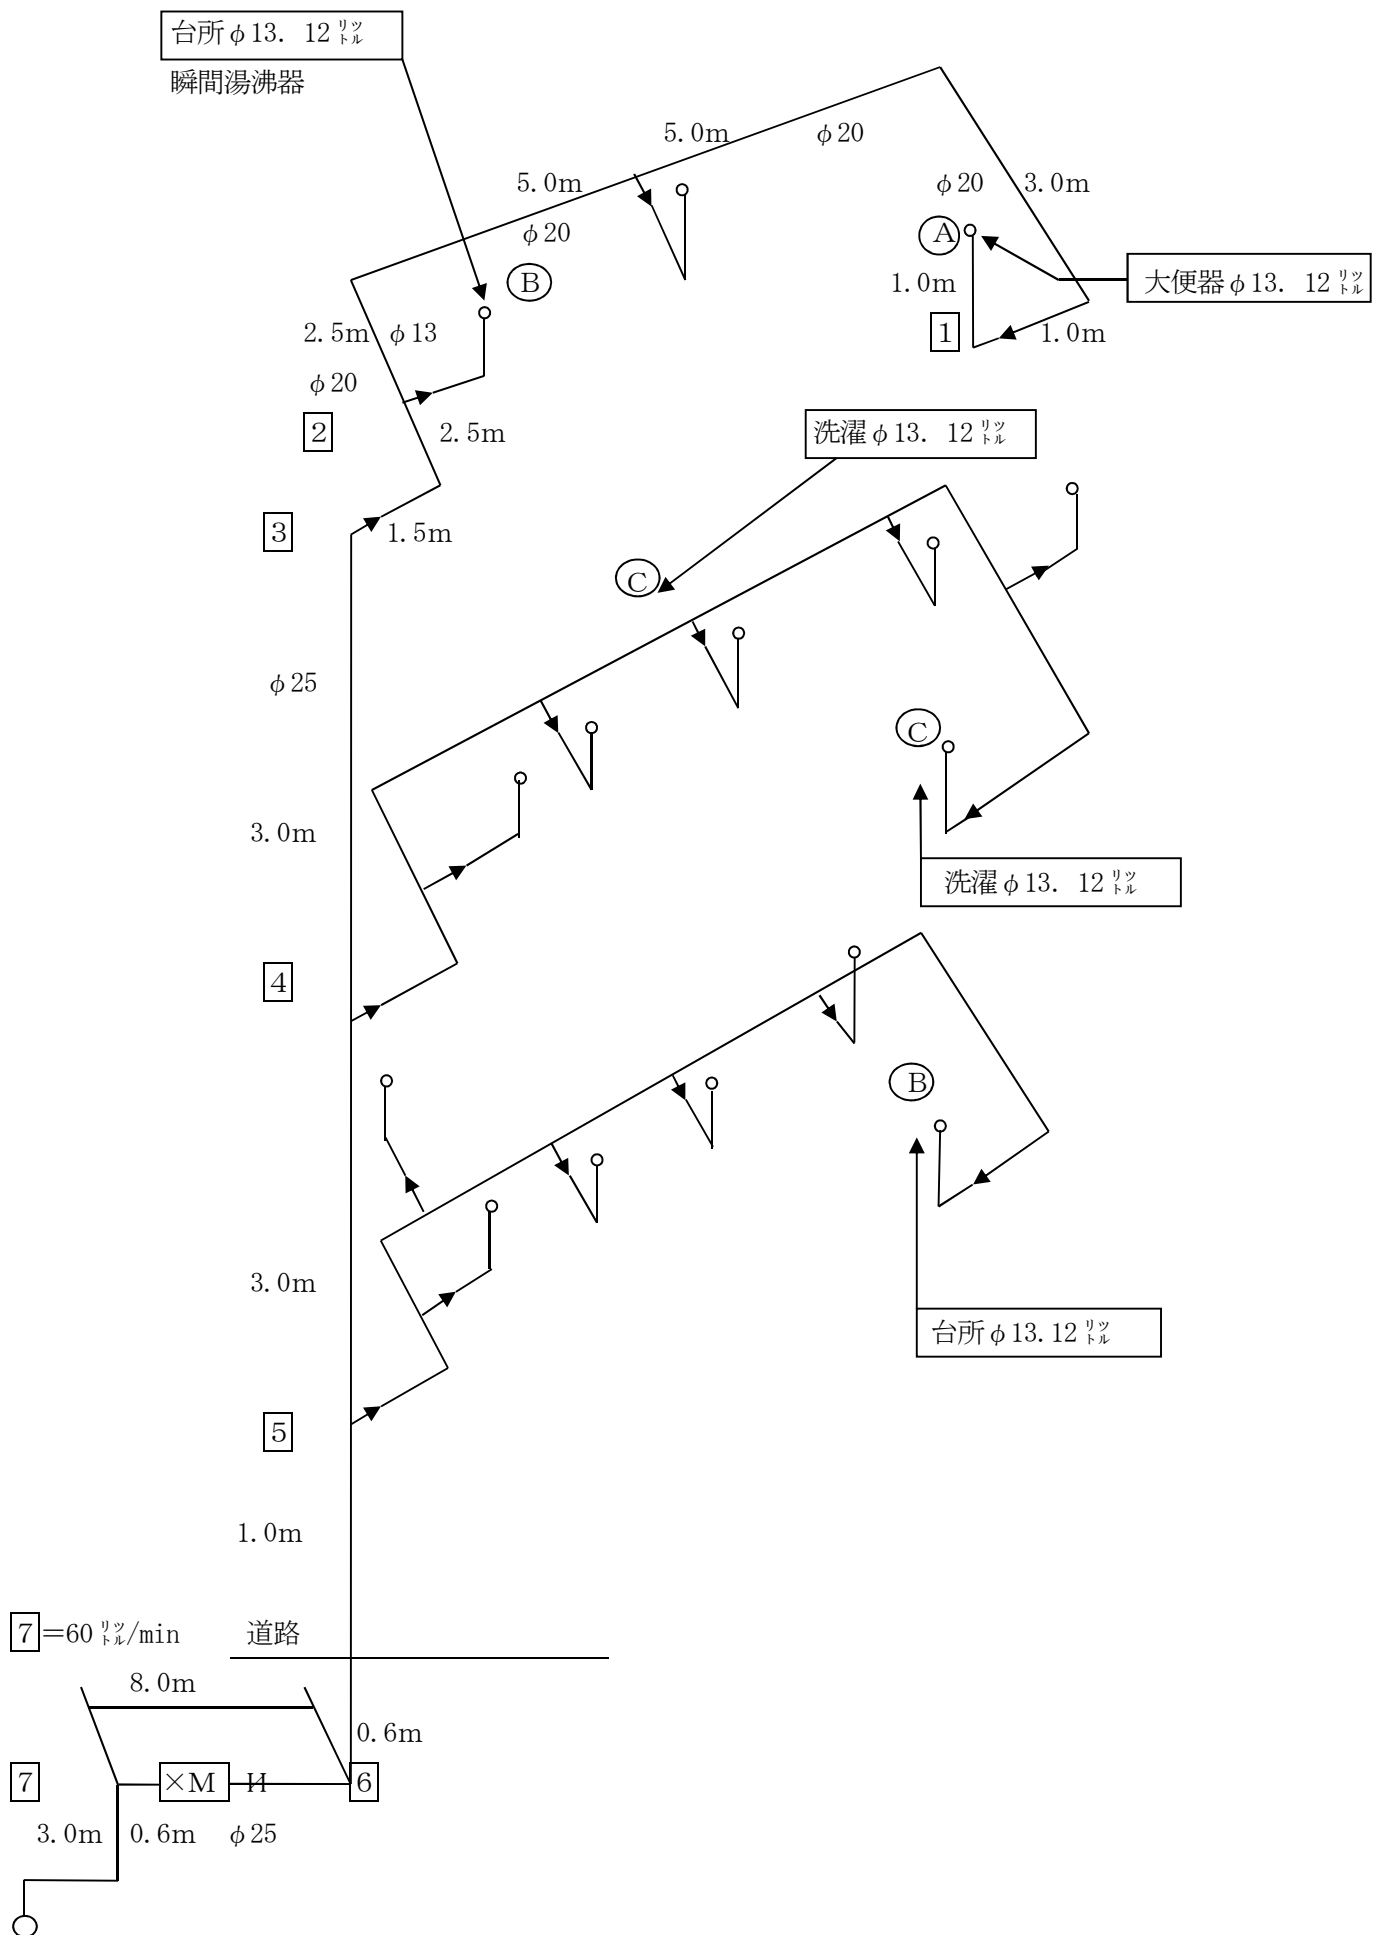 台所φ13. 12リットル
瞬間湯沸器
5.0m φ20
5.0m φ20 3.0m
φ20
A
B
1.0m 大便器φ13. 12リットル
2.5m φ13 1 1.0m
φ20
2 2.5m 洗濯φ13. 12リットル
3 1.5m
C
φ25
C
3.0m
洗濯φ13. 12リットル
4
B
3.0m
台所φ13.12リットル
5
1.0m
7=60リットル/min 道路
8.0m
0.6m
7 ×M И 6
3.0m 0.6m φ25